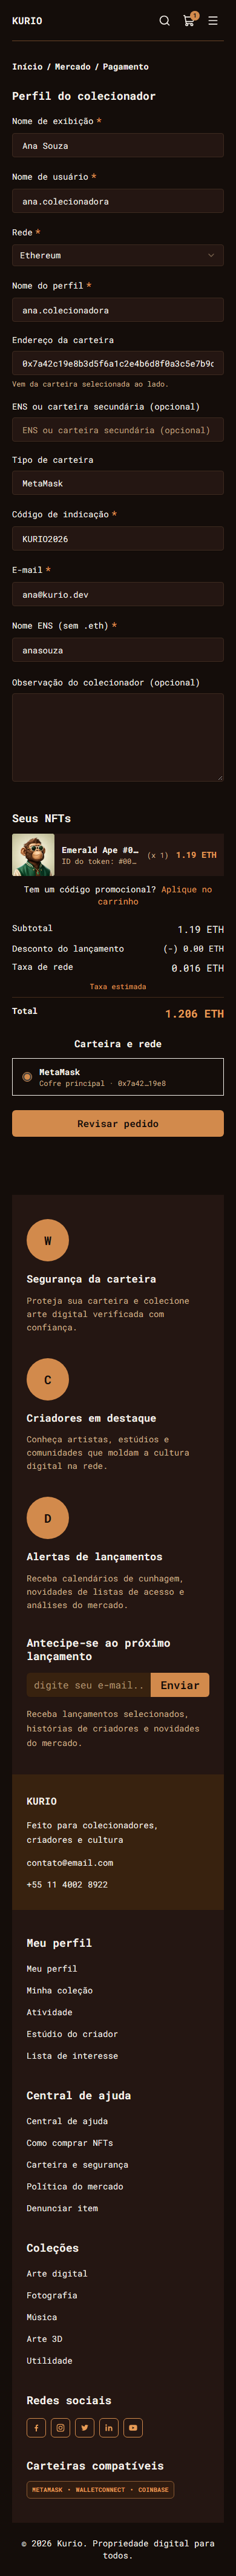 KURIO
1
Início / Mercado / Pagamento
Perfil do colecionador
Nome de exibição *
Ana Souza
Nome de usuário *
ana.colecionadora
Rede *
Ethereum
Nome do perfil *
ana.colecionadora
Endereço da carteira
0x7a42c19e8b3d5f6a1c2e4b6d8f0a3c5e7b9d
Vem da carteira selecionada ao lado.
ENS ou carteira secundária (opcional)
ENS ou carteira secundária (opcional)
Tipo de carteira
MetaMask
Código de indicação *
KURIO2026
E-mail *
ana@kurio.dev
Nome ENS (sem .eth) *
anasouza
Observação do colecionador (opcional)
Seus NFTs
Emerald Ape #0…
ID do token: #00…
(x 1)
1.19 ETH
Tem um código promocional? Aplique no
carrinho
Subtotal 1.19 ETH
Desconto do lançamento (-) 0.00 ETH
Taxa de rede 0.016 ETH
Taxa estimada
Total 1.206 ETH
Carteira e rede
MetaMask
Cofre principal · 0x7a42…19e8
Revisar pedido
W
Segurança da carteira
Proteja sua carteira e colecione
arte digital verificada com
confiança.
C
Criadores em destaque
Conheça artistas, estúdios e
comunidades que moldam a cultura
digital na rede.
D
Alertas de lançamentos
Receba calendários de cunhagem,
novidades de listas de acesso e
análises do mercado.
Antecipe-se ao próximo
lançamento
digite seu e-mail..
Enviar
Receba lançamentos selecionados,
histórias de criadores e novidades
do mercado.
KURIO
Feito para colecionadores,
criadores e cultura
contato@email.com
+55 11 4002 8922
Meu perfil
Meu perfil
Minha coleção
Atividade
Estúdio do criador
Lista de interesse
Central de ajuda
Central de ajuda
Como comprar NFTs
Carteira e segurança
Política do mercado
Denunciar item
Coleções
Arte digital
Fotografia
Música
Arte 3D
Utilidade
Redes sociais
Carteiras compatíveis
METAMASK • WALLETCONNECT • COINBASE
© 2026 Kurio. Propriedade digital para
todos.